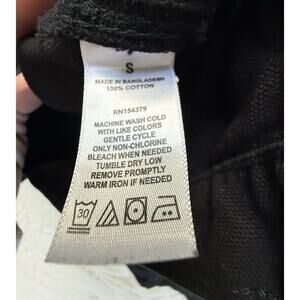 S
MADE IN BANGLADESH
100% COTTON
RN154379
MACHINE WASH COLD
WITH LIKE COLORS
GENTLE CYCLE
ONLY NON-CHLORINE
BLEACH WHEN NEEDED
TUMBLE DRY LOW
REMOVE PROMPTLY
WARM IRON IF NEEDED
30